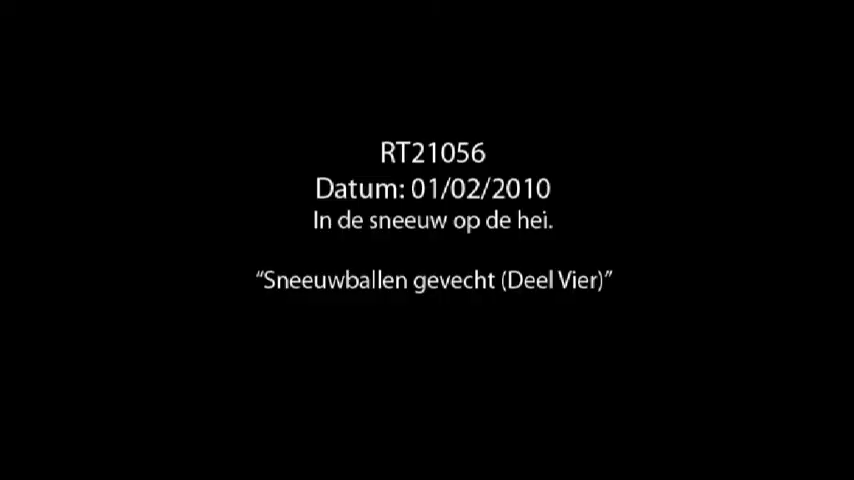 RT21056
Datum: 01/02/2010
In de sneeuw op de hei.
“Sneeuwballen gevecht (Deel Vier)”